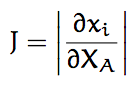 J = |∂xᵢ/∂X_A|